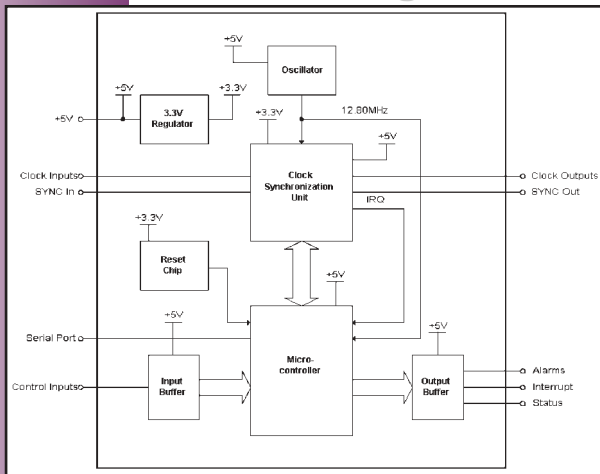 +5V
Oscillator
+5V
+3.3V
+5V
3.3V
Regulator
+3.3V
12.80MHz
+5V
Clock Inputs
SYNC In
Clock
Synchronization
Unit
Clock Outputs
SYNC Out
IRQ
+3.3V
Reset
Chip
+5V
+5V
+5V
Serial Port
Control Inputs
Input
Buffer
Micro-
controller
Output
Buffer
Alarms
Interrupt
Status